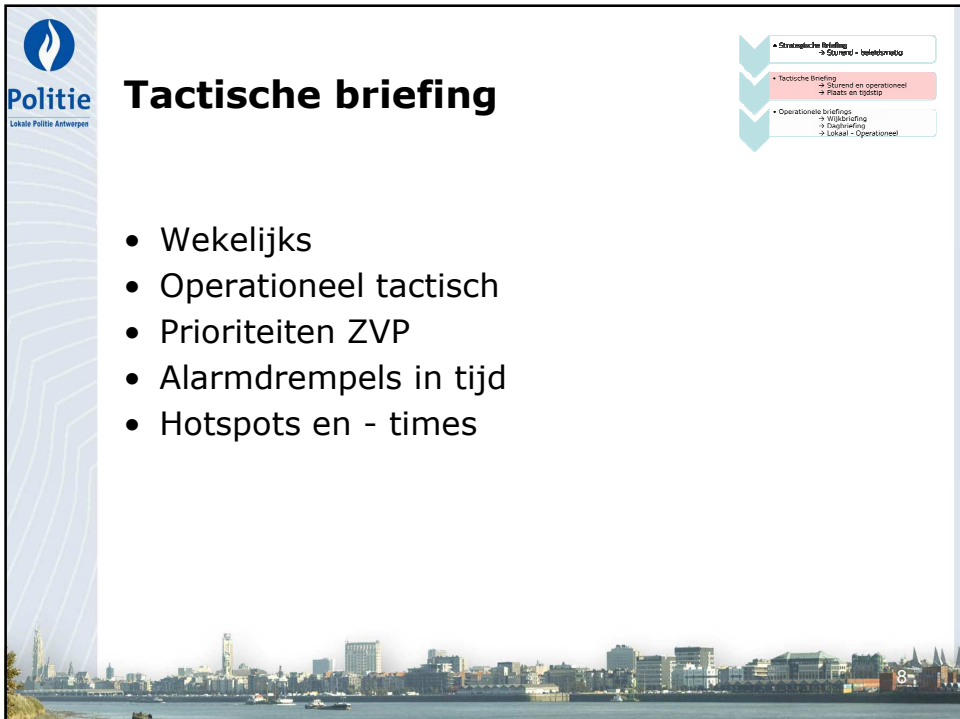 Politie
Lokale Politie Antwerpen
Tactische briefing
• Strategische Briefing
→ Sturend - beleidsmatig
• Tactische Briefing
→ Sturend en operationeel
→ Plaats en tijdstip
• Operationele briefings
→ Wijkbriefing
→ Dagbriefing
→ Lokaal - Operationeel
• Wekelijks
• Operationeel tactisch
• Prioriteiten ZVP
• Alarmdrempels in tijd
• Hotspots en - times
8